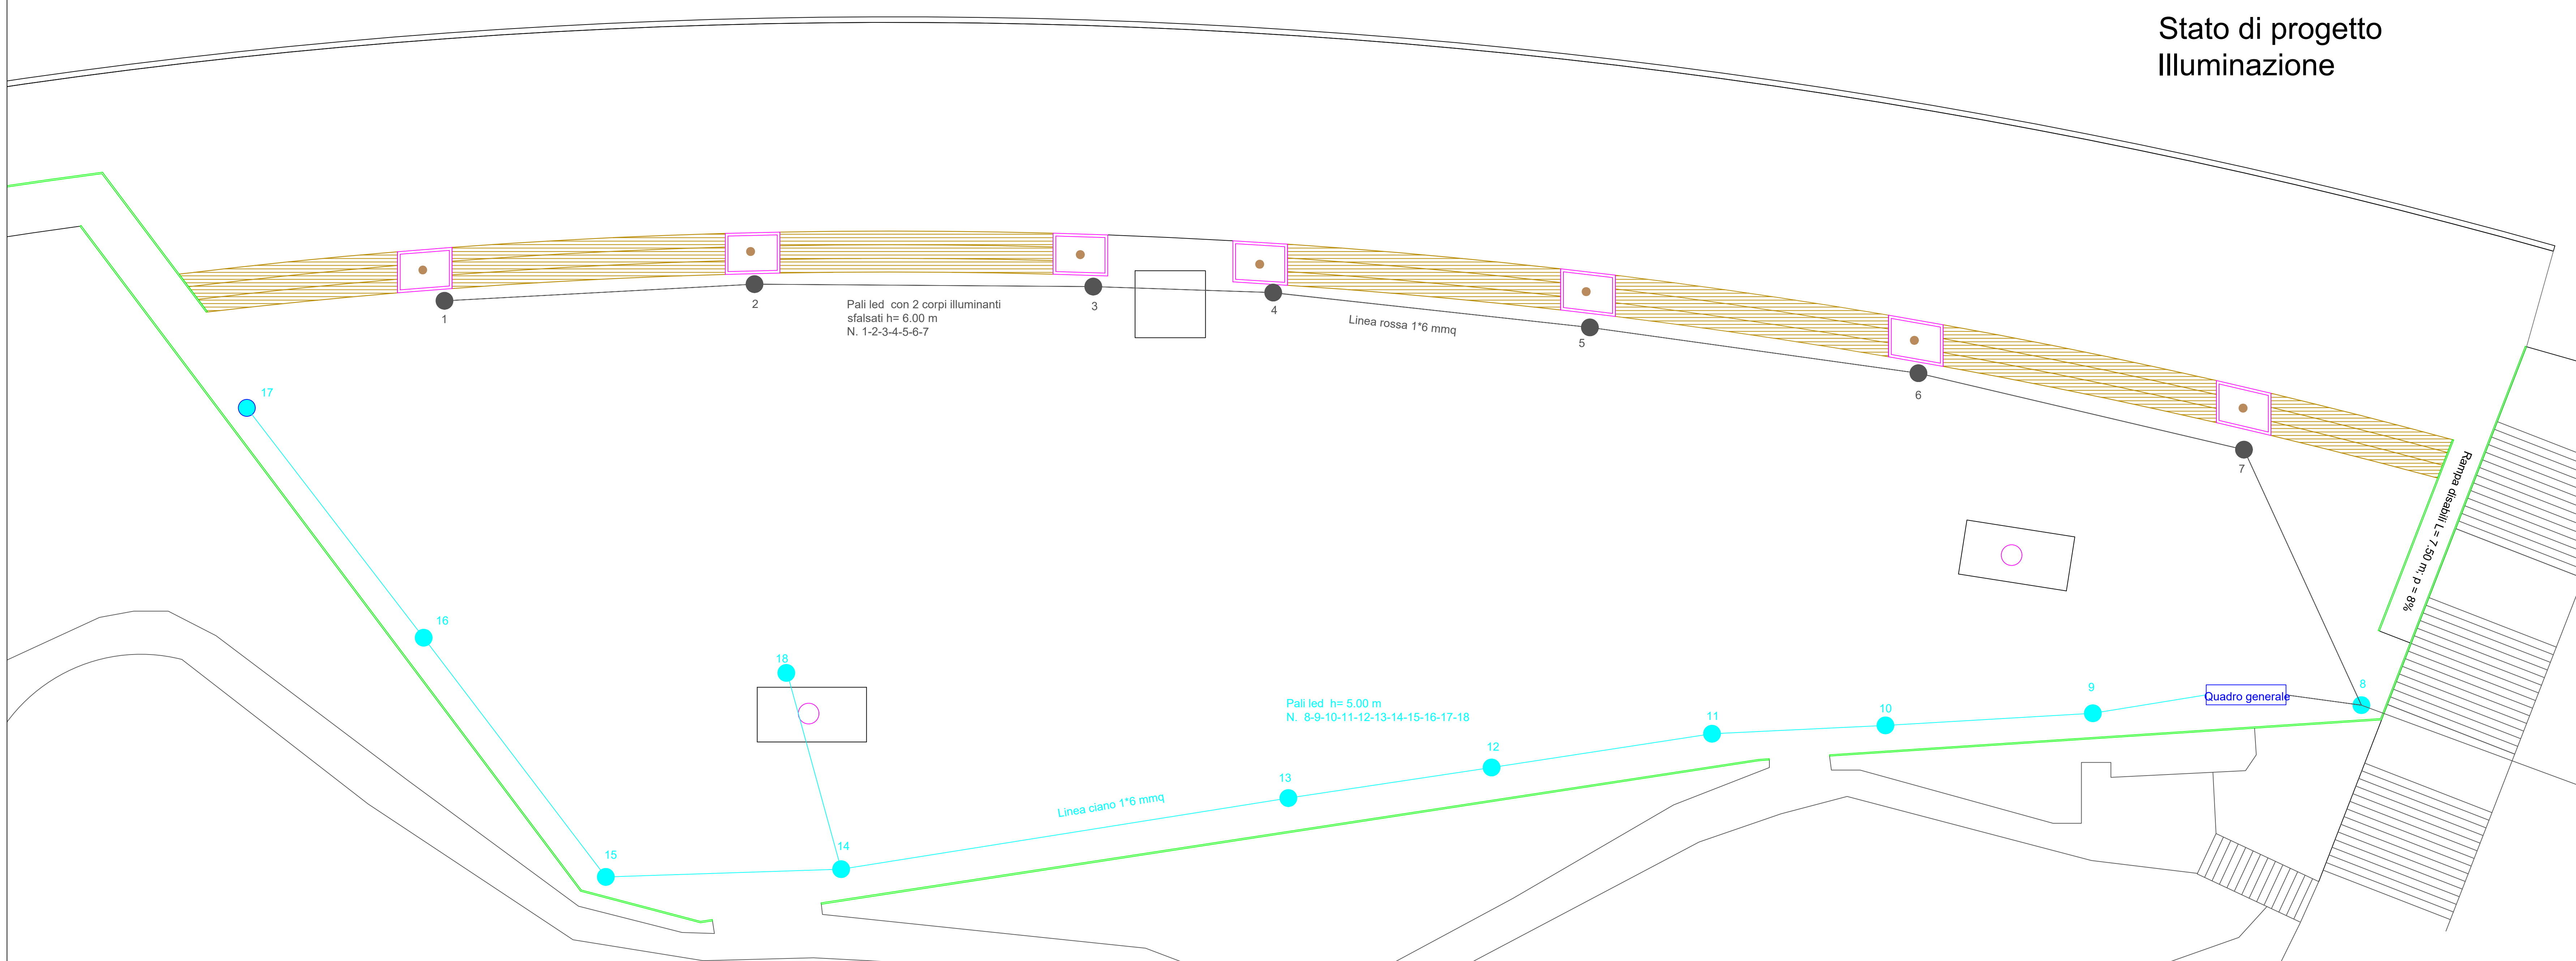 Stato di progetto
Illuminazione
1
2
3
4
5
6
7
Pali led  con 2 corpi illuminanti
sfalsati h= 6.00 m
N. 1-2-3-4-5-6-7
Linea rossa 1*6 mmq
Rampa disabili L= 7.50 m; p = 8%
17
16
18
15
14
13
12
11
10
9
8
Pali led  h= 5.00 m
N.  8-9-10-11-12-13-14-15-16-17-18
Quadro generale
Linea ciano 1*6 mmq